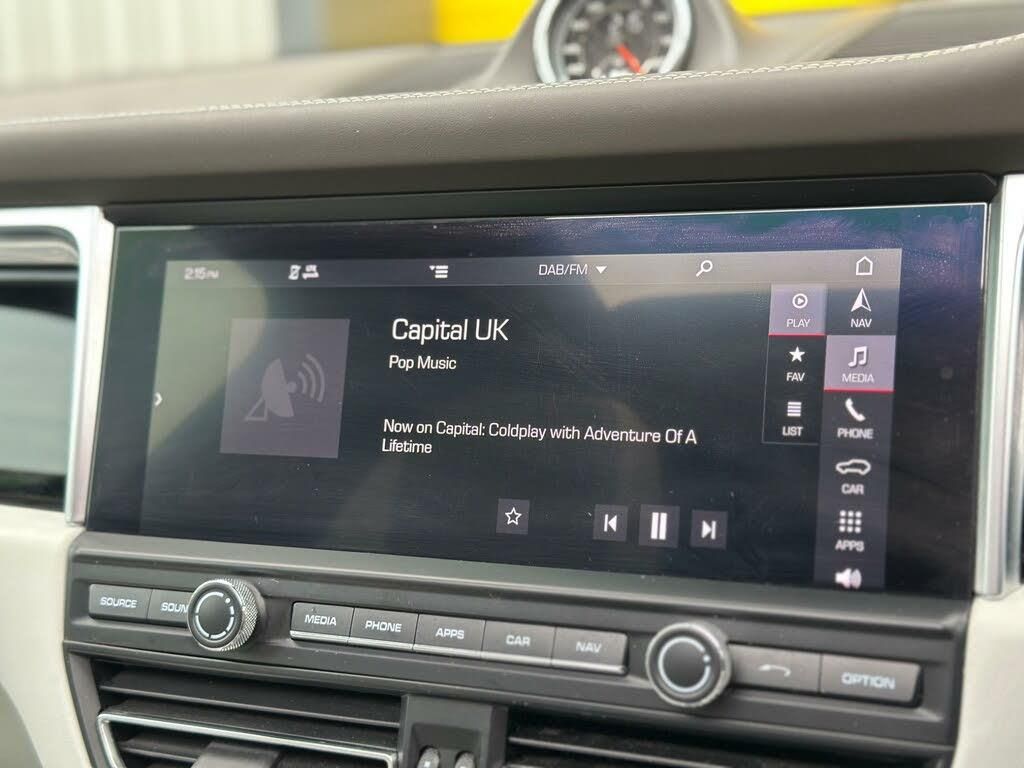 2:15 PM
DAB/FM
Capital UK
Pop Music
Now on Capital: Coldplay with Adventure Of A
Lifetime
PLAY
FAV
LIST
NAV
MEDIA
PHONE
CAR
APPS
SOURCE SOUN MEDIA PHONE APPS CAR NAV OPTION